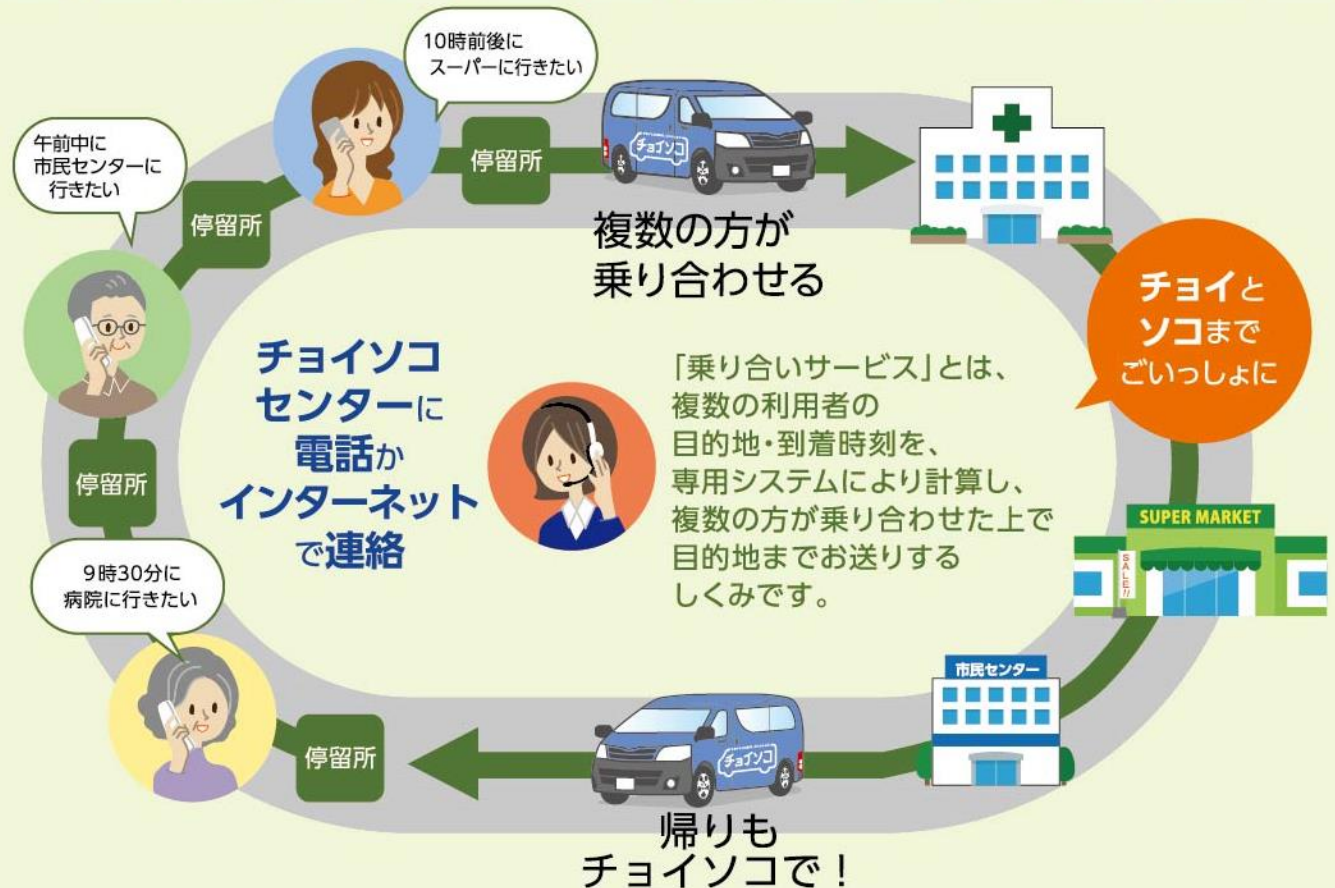 10時前後に
スーパーに行きたい
午前中に
市民センターに
行きたい
停留所
停留所
チョイソコ
複数の方が
乗り合わせる
チョイと
ソコまで
ごいっしょに
チョイソコ
センターに
電話か
インターネット
で連絡
「乗り合いサービス」とは、
複数の利用者の
目的地・到着時刻を、
専用システムにより計算し、
複数の方が乗り合わせた上で
目的地までお送りする
しくみです。
停留所
SUPER MARKET
SALE!!
9時30分に
病院に行きたい
市民センター
停留所
チョイソコ
帰りも
チョイソコで！